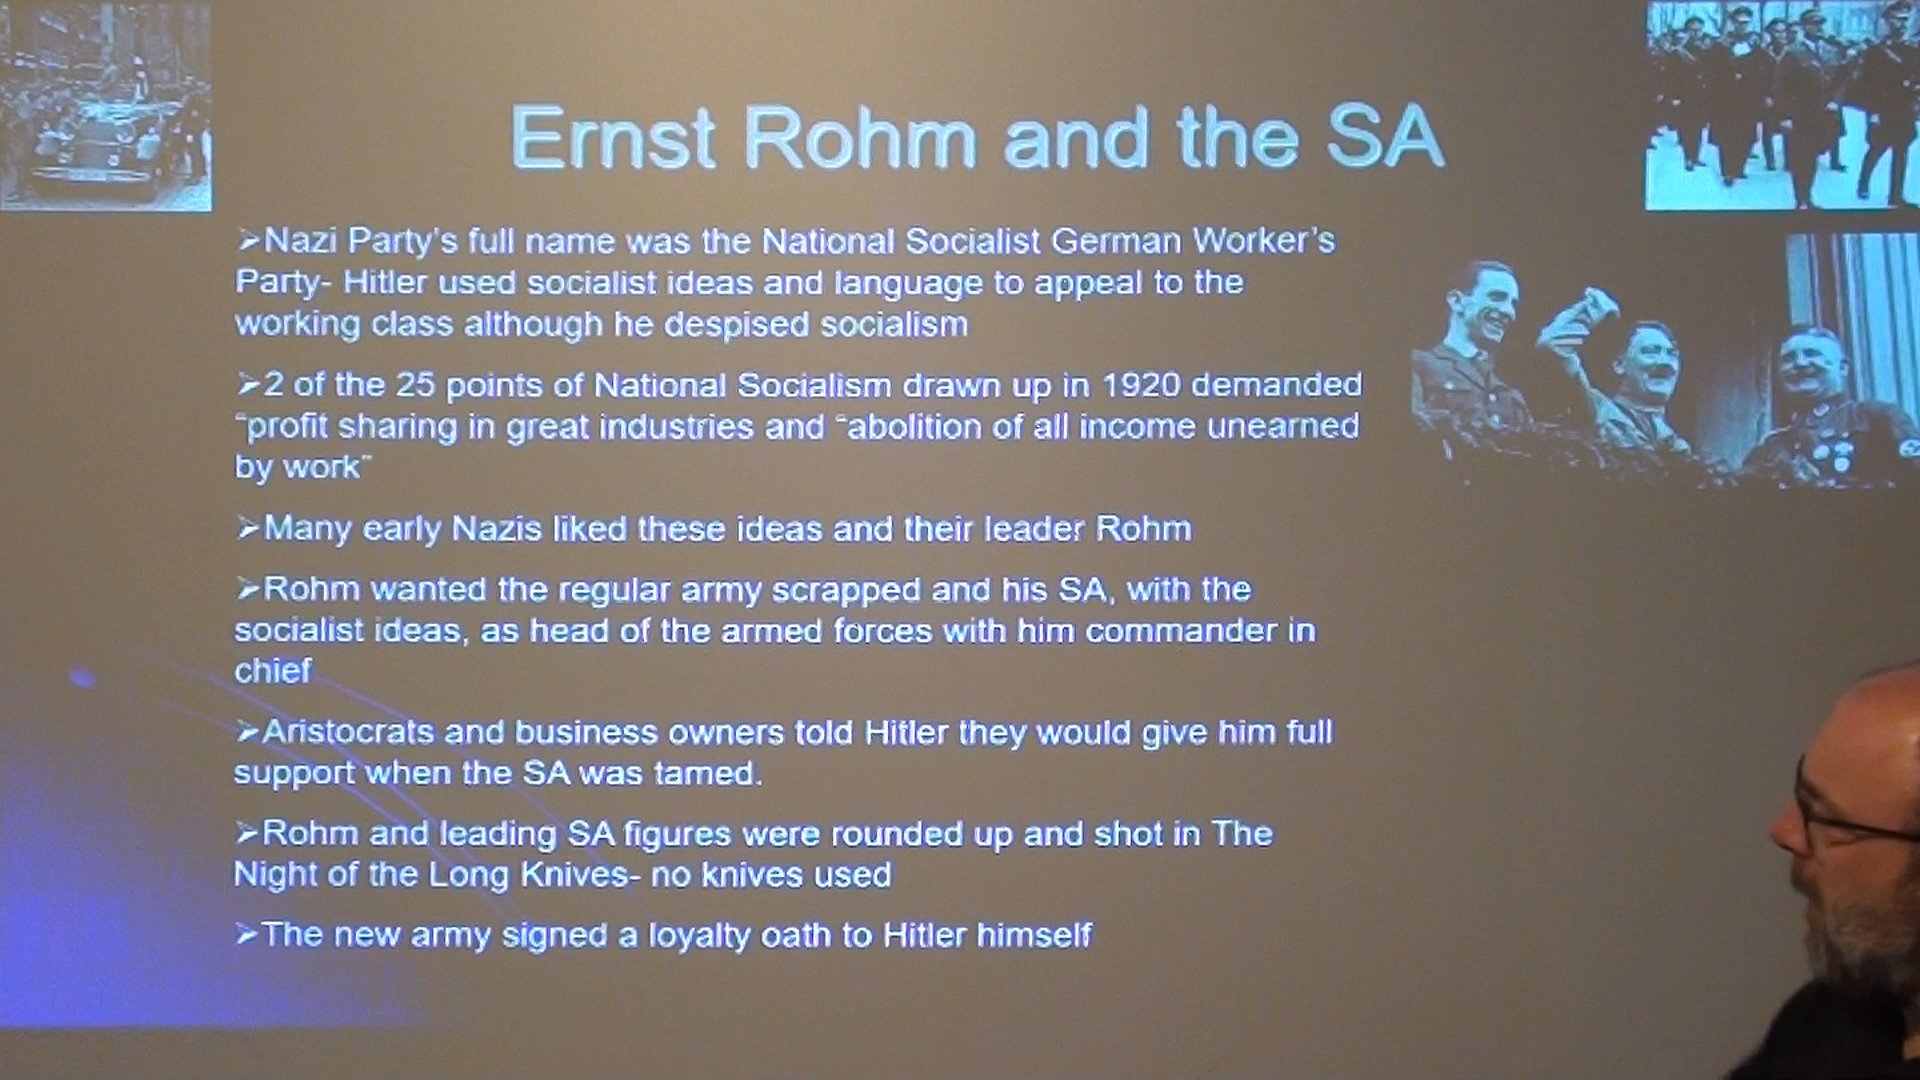 Ernst Rohm and the SA
➢Nazi Party's full name was the National Socialist German Worker's
Party- Hitler used socialist ideas and language to appeal to the
working class although he despised socialism
➢2 of the 25 points of National Socialism drawn up in 1920 demanded
“profit sharing in great industries and “abolition of all income unearned
by work”
➢Many early Nazis liked these ideas and their leader Rohm
➢Rohm wanted the regular army scrapped and his SA, with the
socialist ideas, as head of the armed forces with him commander in
chief
➢Aristocrats and business owners told Hitler they would give him full
support when the SA was tamed.
➢Rohm and leading SA figures were rounded up and shot in The
Night of the Long Knives- no knives used
➢The new army signed a loyalty oath to Hitler himself